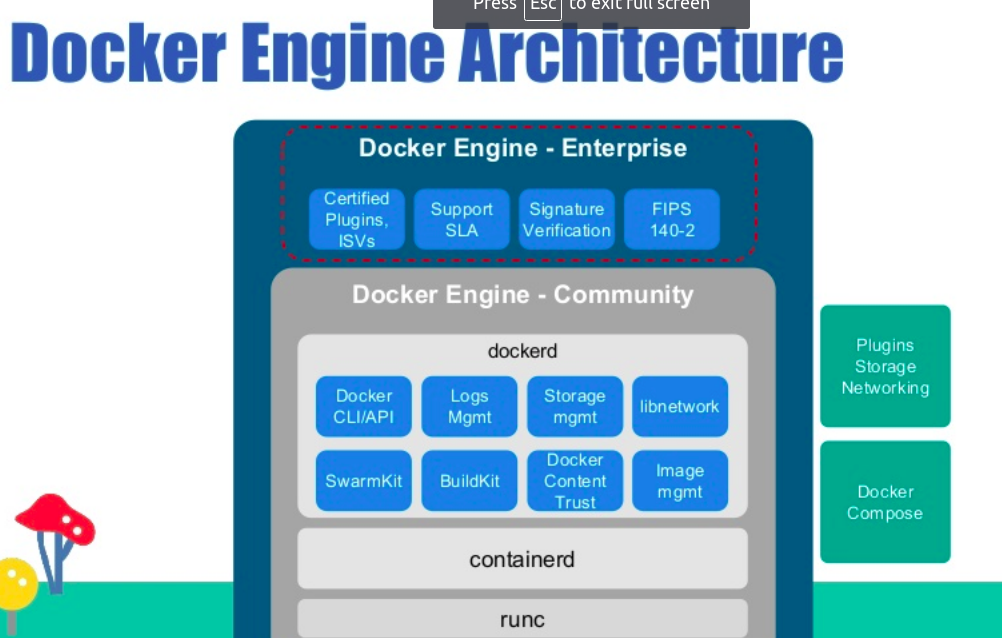 Press Esc to exit full screen
Docker Engine Architecture
Docker Engine - Enterprise
Certified
Plugins,
ISVs
Support
SLA
Signature
Verification
FIPS
140-2
Docker Engine - Community
dockerd
Docker
CLI/API
Logs
Mgmt
Storage
mgmt
libnetwork
SwarmKit
BuildKit
Docker
Content
Trust
Image
mgmt
containerd
runc
Plugins
Storage
Networking
Docker
Compose